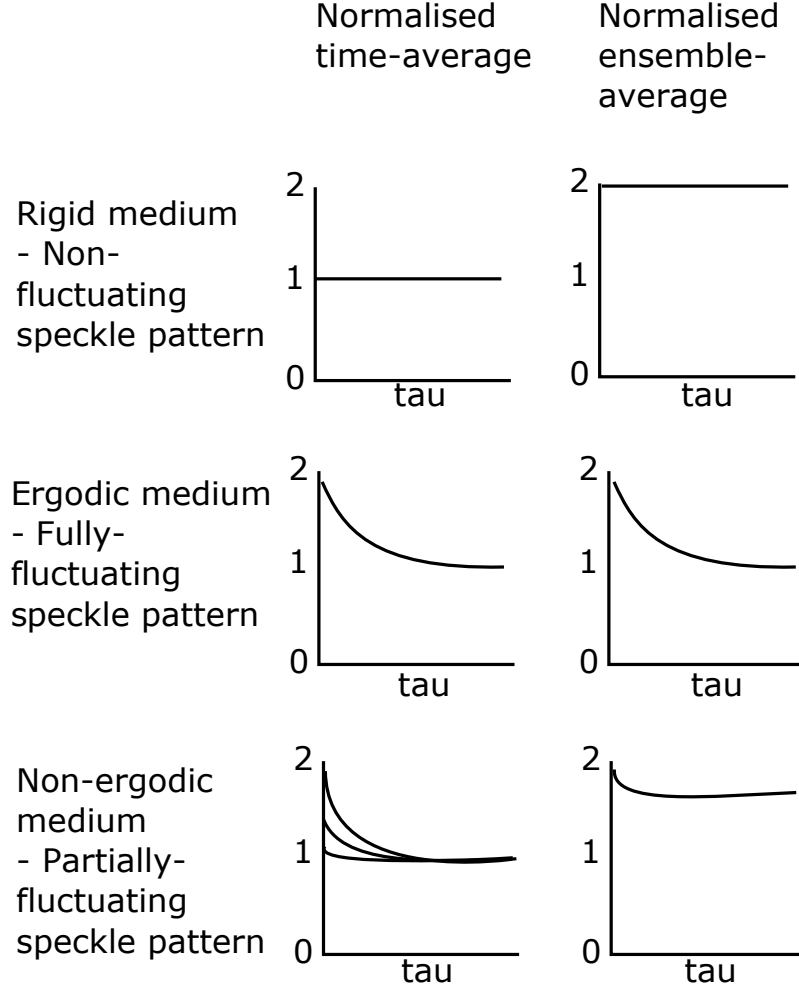 Normalised
time-average
Normalised
ensemble-
average
Rigid medium
- Non-
fluctuating
speckle pattern
2
1
0
tau
2
1
0
tau
Ergodic medium
- Fully-
fluctuating
speckle pattern
2
1
0
tau
2
1
0
tau
Non-ergodic
medium
- Partially-
fluctuating
speckle pattern
2
1
0
tau
2
1
0
tau